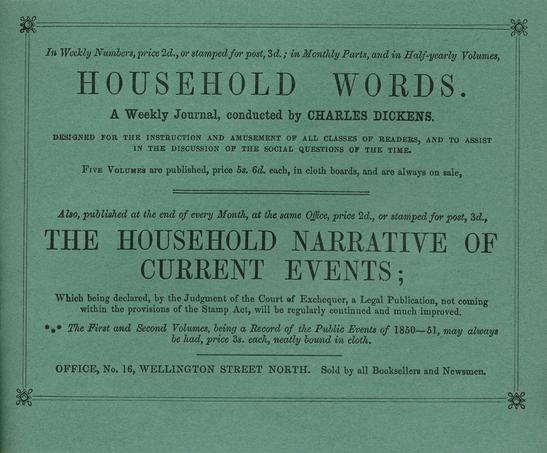 In Weekly Numbers, price 2d., or stamped for post, 3d.; in Monthly Parts, and in Half-yearly Volumes,
HOUSEHOLD WORDS.
A Weekly Journal, conducted by CHARLES DICKENS.
DESIGNED FOR THE INSTRUCTION AND AMUSEMENT OF ALL CLASSES OF READERS, AND TO ASSIST
IN THE DISCUSSION OF THE SOCIAL QUESTIONS OF THE TIME.
FIVE VOLUMES are published, price 5s. 6d. each, in cloth boards, and are always on sale,
Also, published at the end of every Month, at the same Office, price 2d., or stamped for post, 3d.,
THE HOUSEHOLD NARRATIVE OF
CURRENT EVENTS;
Which being declared, by the Judgment of the Court of Exchequer, a Legal Publication, not coming
within the provisions of the Stamp Act, will be regularly continued and much improved.
*** The First and Second Volumes, being a Record of the Public Events of 1850—51, may always
be had, price 3s. each, neatly bound in cloth.
OFFICE, No. 16, WELLINGTON STREET NORTH. Sold by all Booksellers and Newsmen.